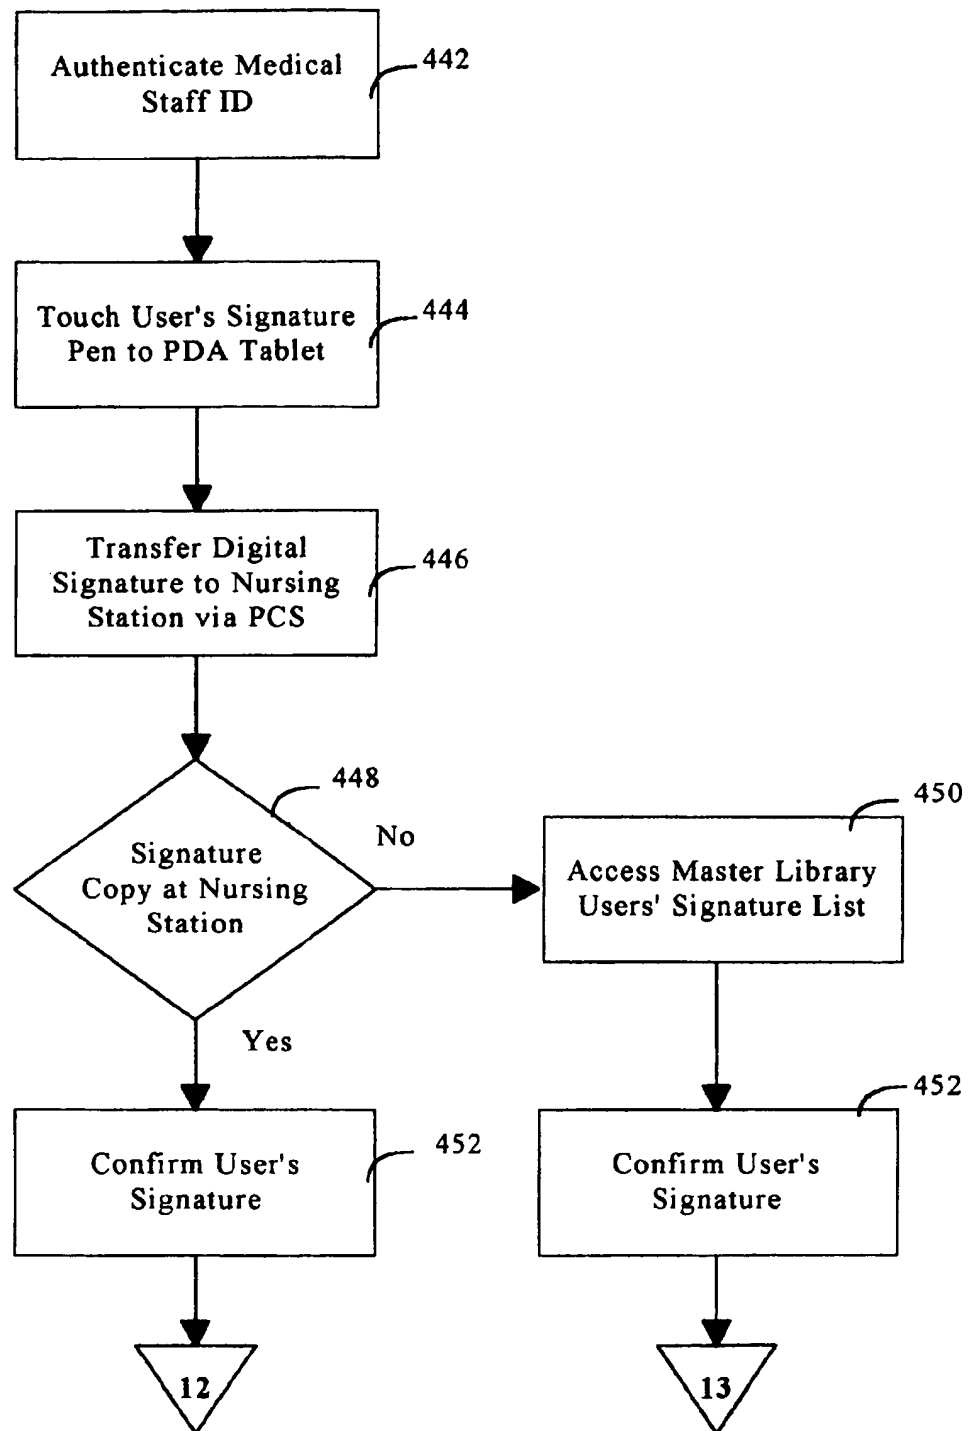 Authenticate Medical
Staff ID
442
Touch User's Signature
Pen to PDA Tablet
444
Transfer Digital
Signature to Nursing
Station via PCS
446
448
Signature
Copy at Nursing
Station
No
450
Access Master Library
Users' Signature List
Yes
Confirm User's
Signature
452
Confirm User's
Signature
452
12
13